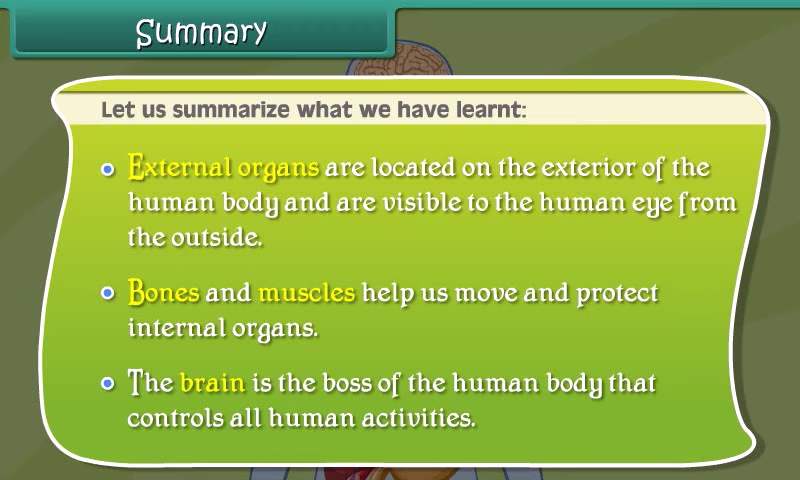 Summary
Let us summarize what we have learnt:
External organs are located on the exterior of the
human body and are visible to the human eye from
the outside.
Bones and muscles help us move and protect
internal organs.
The brain is the boss of the human body that
controls all human activities.